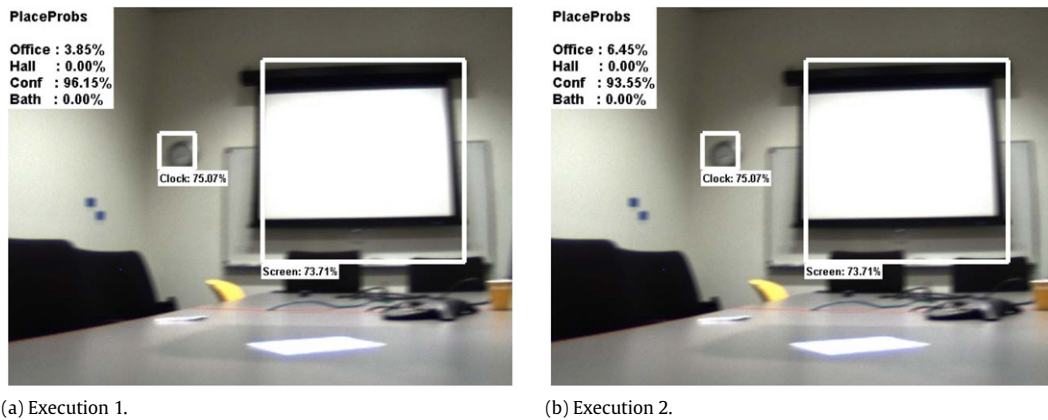 PlaceProbs
Office : 3.85%
Hall : 0.00%
Conf : 96.15%
Bath : 0.00%
Clock: 75.07%
Screen: 73.71%
(a) Execution 1.
PlaceProbs
Office : 6.45%
Hall : 0.00%
Conf : 93.55%
Bath : 0.00%
Clock: 75.07%
Screen: 73.71%
(b) Execution 2.